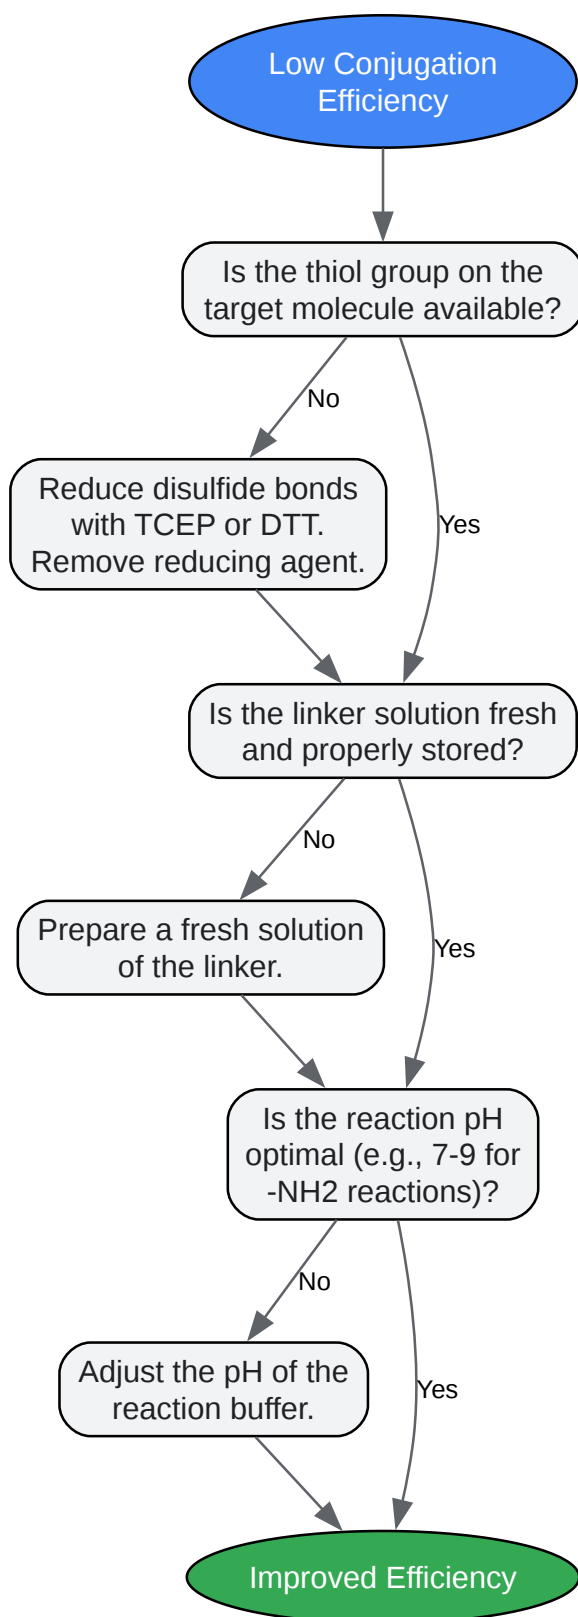 Low Conjugation
Efficiency
Is the thiol group on the
target molecule available?
No
Reduce disulfide bonds
with TCEP or DTT.
Remove reducing agent.
Yes
Is the linker solution fresh
and properly stored?
No
Prepare a fresh solution
of the linker.
Yes
Is the reaction pH
optimal (e.g., 7-9 for
-NH2 reactions)?
No
Adjust the pH of the
reaction buffer.
Yes
Improved Efficiency